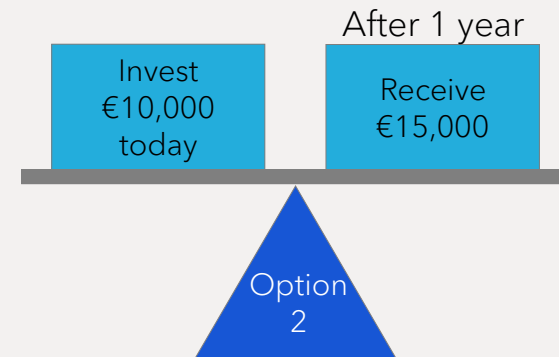 After 1 year
Invest
€10,000
today
Receive
€15,000
Option
2